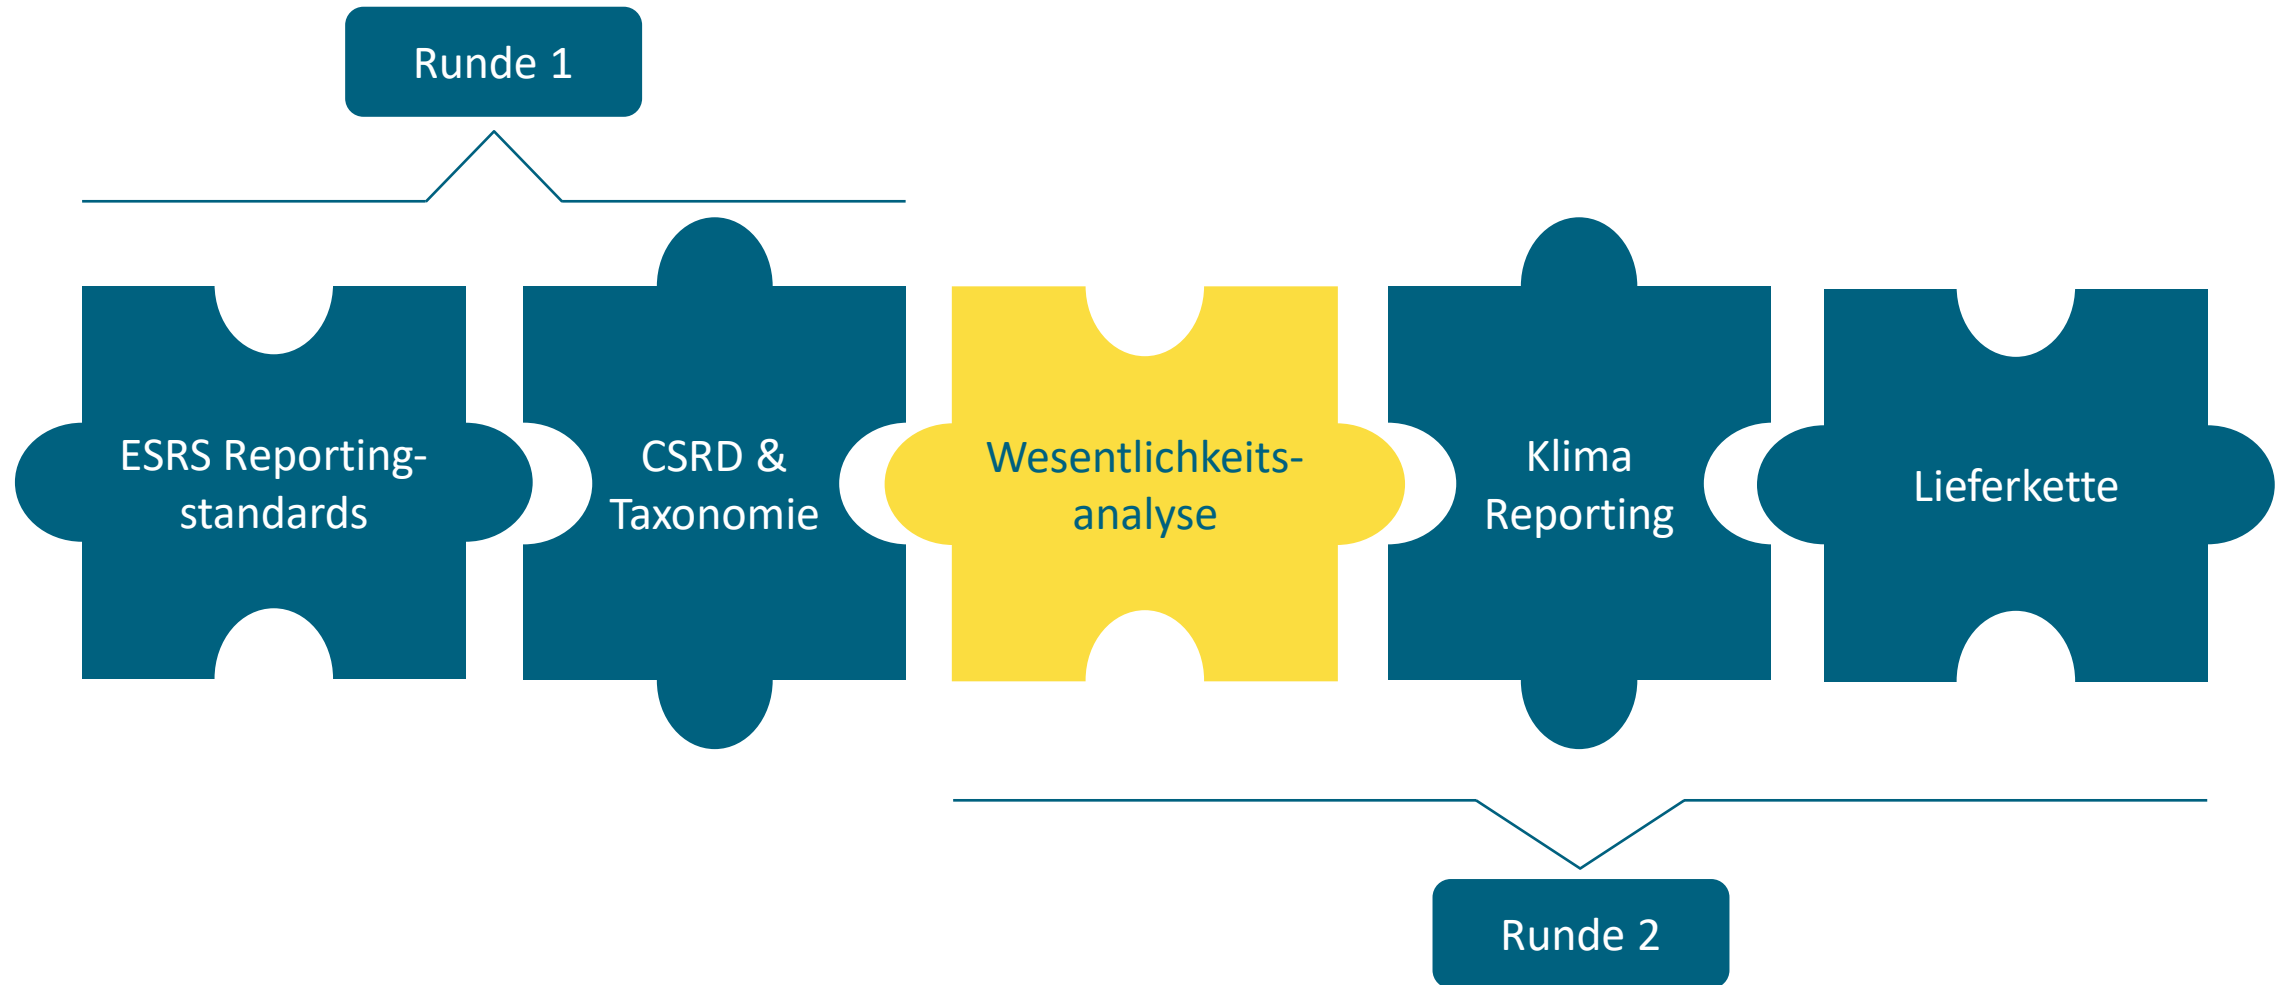 Runde 1
ESRS Reporting-
standards
CSRD &
Taxonomie
Wesentlichkeits-
analyse
Klima
Reporting
Lieferkette
Runde 2